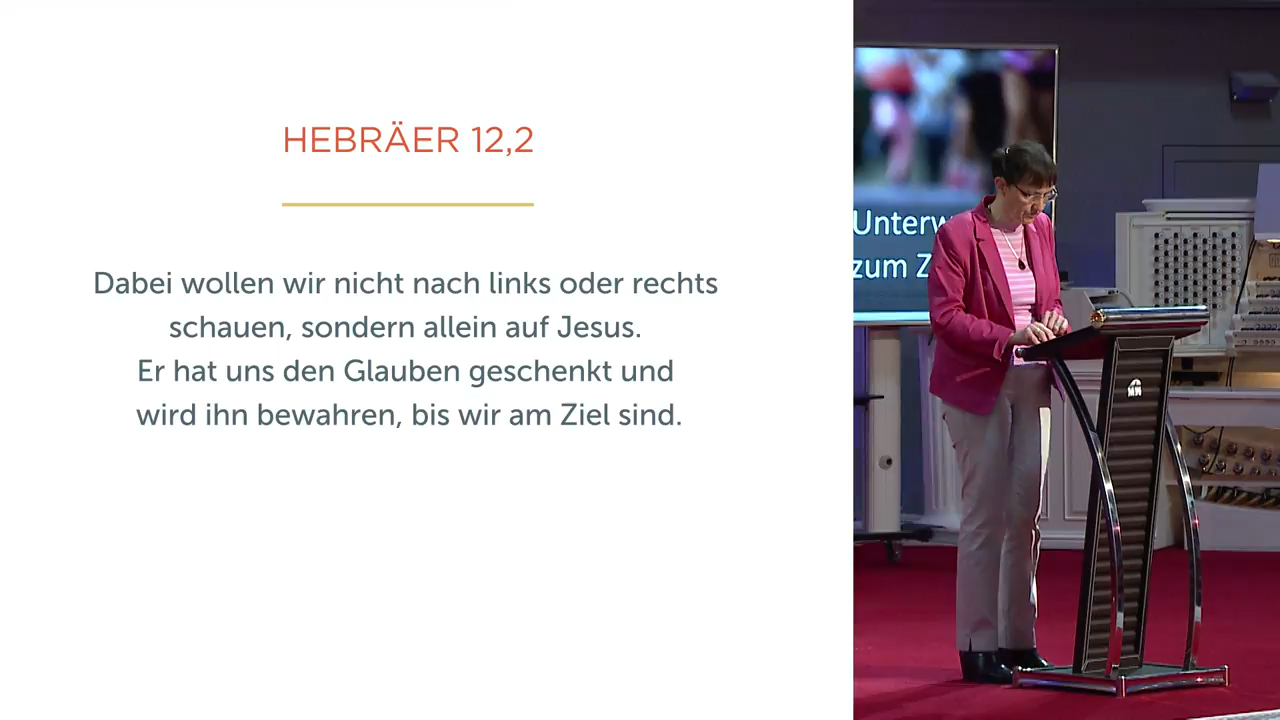 HEBRÄER 12,2
Dabei wollen wir nicht nach links oder rechts
schauen, sondern allein auf Jesus.
Er hat uns den Glauben geschenkt und
wird ihn bewahren, bis wir am Ziel sind.
zum